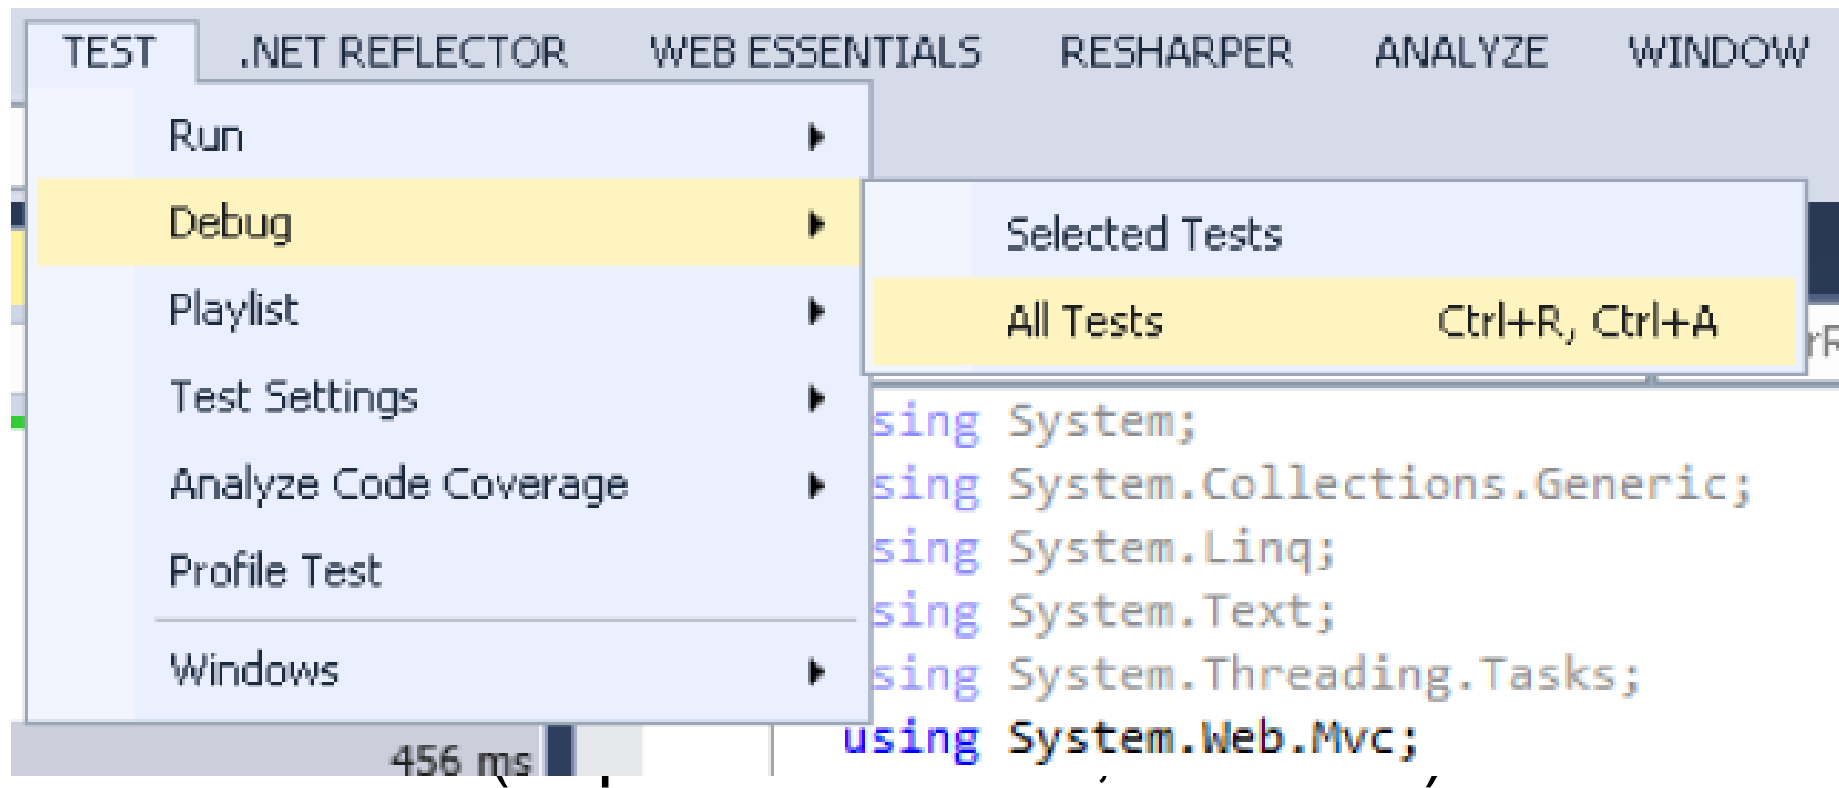 TEST .NET REFLECTOR WEB ESSENTIALS RESHARPER ANALYZE WINDOW
Run
Debug
Playlist
Test Settings
Analyze Code Coverage
Profile Test
Windows
Selected Tests
All Tests Ctrl+R, Ctrl+A
sing System;
sing System.Collections.Generic;
sing System.Linq;
sing System.Text;
sing System.Threading.Tasks;
using System.Web.Mvc;
456 ms